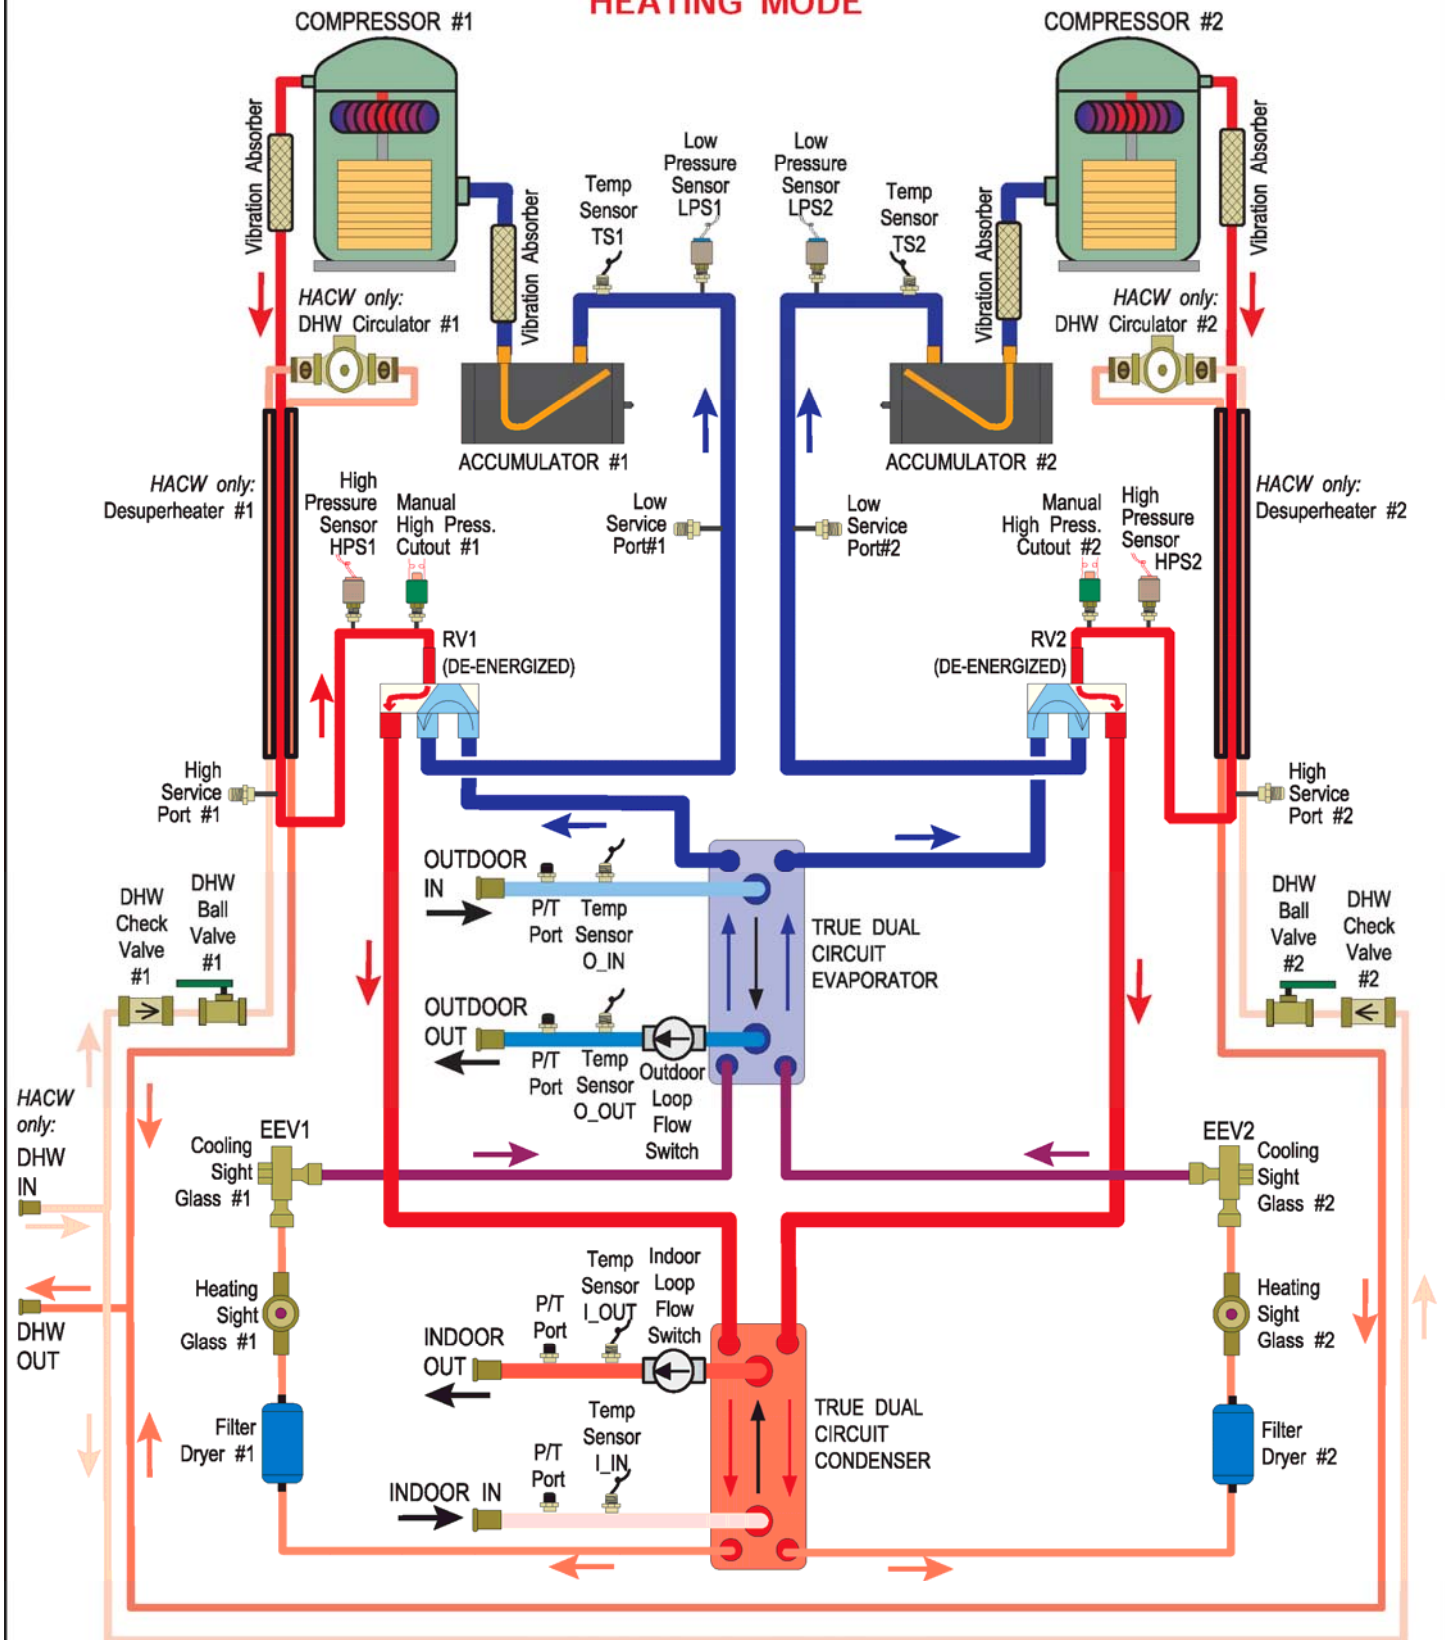 HEATING MODE
COMPRESSOR #1
COMPRESSOR #2
Vibration Absorber
Vibration Absorber
Low
Pressure
Sensor
LPS1
Low
Pressure
Sensor
LPS2
Temp
Sensor
TS1
Temp
Sensor
TS2
Vibration Absorber
Vibration Absorber
HACW only:
DHW Circulator #1
HACW only:
DHW Circulator #2
ACCUMULATOR #1
ACCUMULATOR #2
HACW only:
Desuperheater #1
High
Pressure
Sensor
HPS1
Manual
High Press.
Cutout #1
Low
Service
Port#1
Low
Service
Port#2
Manual
High Press.
Cutout #2
High
Pressure
Sensor
HPS2
HACW only:
Desuperheater #2
RV1
(DE-ENERGIZED)
RV2
(DE-ENERGIZED)
High
Service
Port #1
High
Service
Port #2
OUTDOOR
IN
P/T
Port
Temp
Sensor
O_IN
TRUE DUAL
CIRCUIT
EVAPORATOR
DHW
Check
Valve
#1
DHW
Ball
Valve
#1
DHW
Ball
Valve
#2
DHW
Check
Valve
#2
OUTDOOR
OUT
P/T
Port
Temp
Sensor
O_OUT
Outdoor
Loop
Flow
Switch
HACW
only:
DHW
IN
DHW
OUT
EEV1
Cooling
Sight
Glass #1
EEV2
Cooling
Sight
Glass #2
Heating
Sight
Glass #1
Heating
Sight
Glass #2
INDOOR
OUT
P/T
Port
Temp
Sensor
I_OUT
Indoor
Loop
Flow
Switch
TRUE DUAL
CIRCUIT
CONDENSER
Filter
Dryer #1
Filter
Dryer #2
INDOOR IN
P/T
Port
Temp
Sensor
I_IN